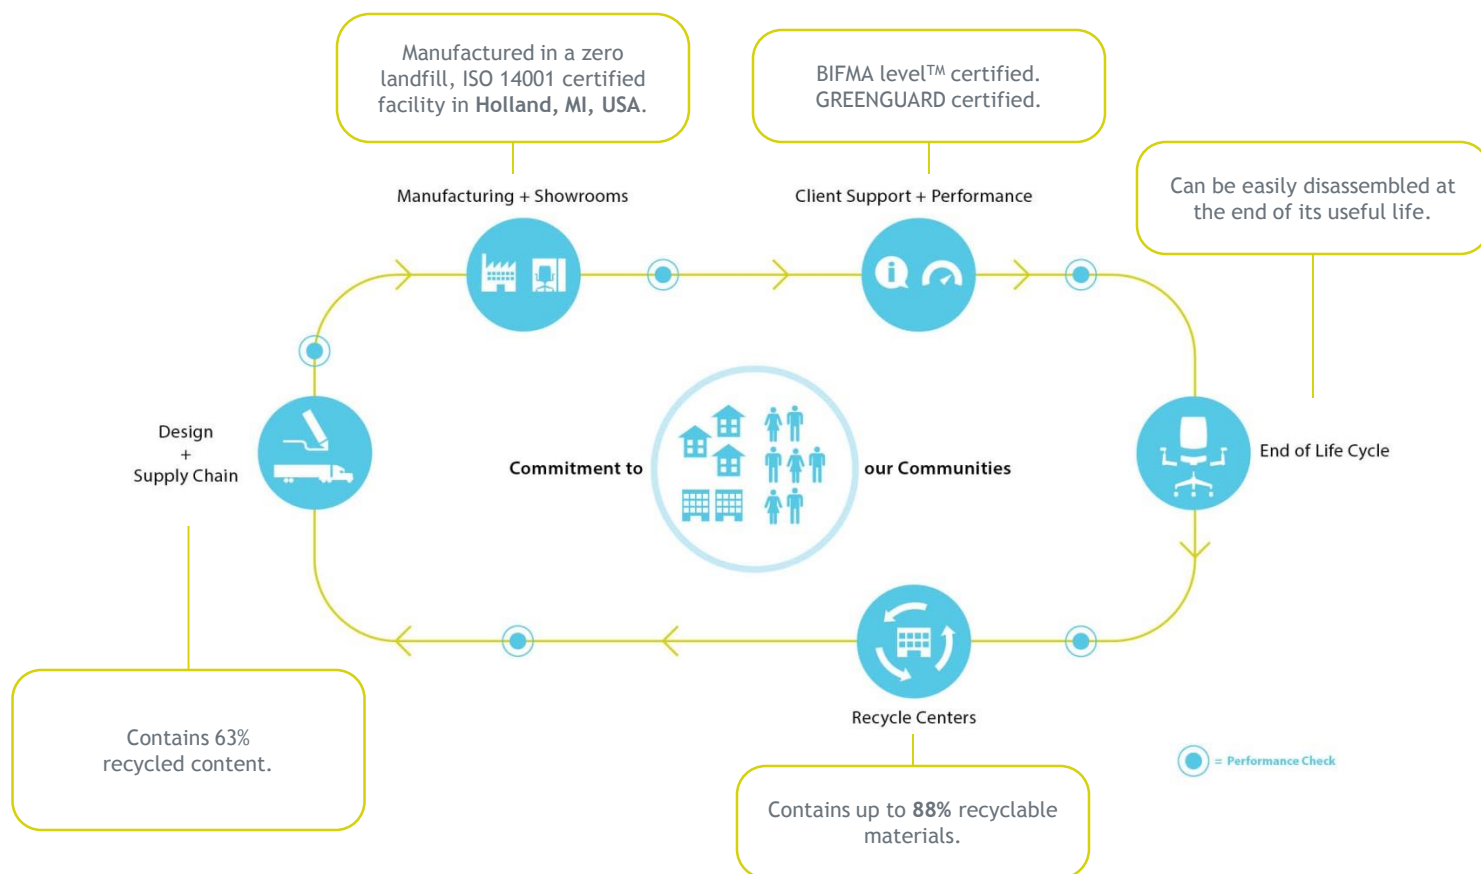 Manufactured in a zero
landfill, ISO 14001 certified
facility in Holland, MI, USA.
BIFMA level™ certified.
GREENGUARD certified.
Can be easily disassembled at
the end of its useful life.
Manufacturing + Showrooms
Client Support + Performance
Design
+
Supply Chain
Commitment to
our Communities
End of Life Cycle
Recycle Centers
Contains 63%
recycled content.
= Performance Check
Contains up to 88% recyclable
materials.